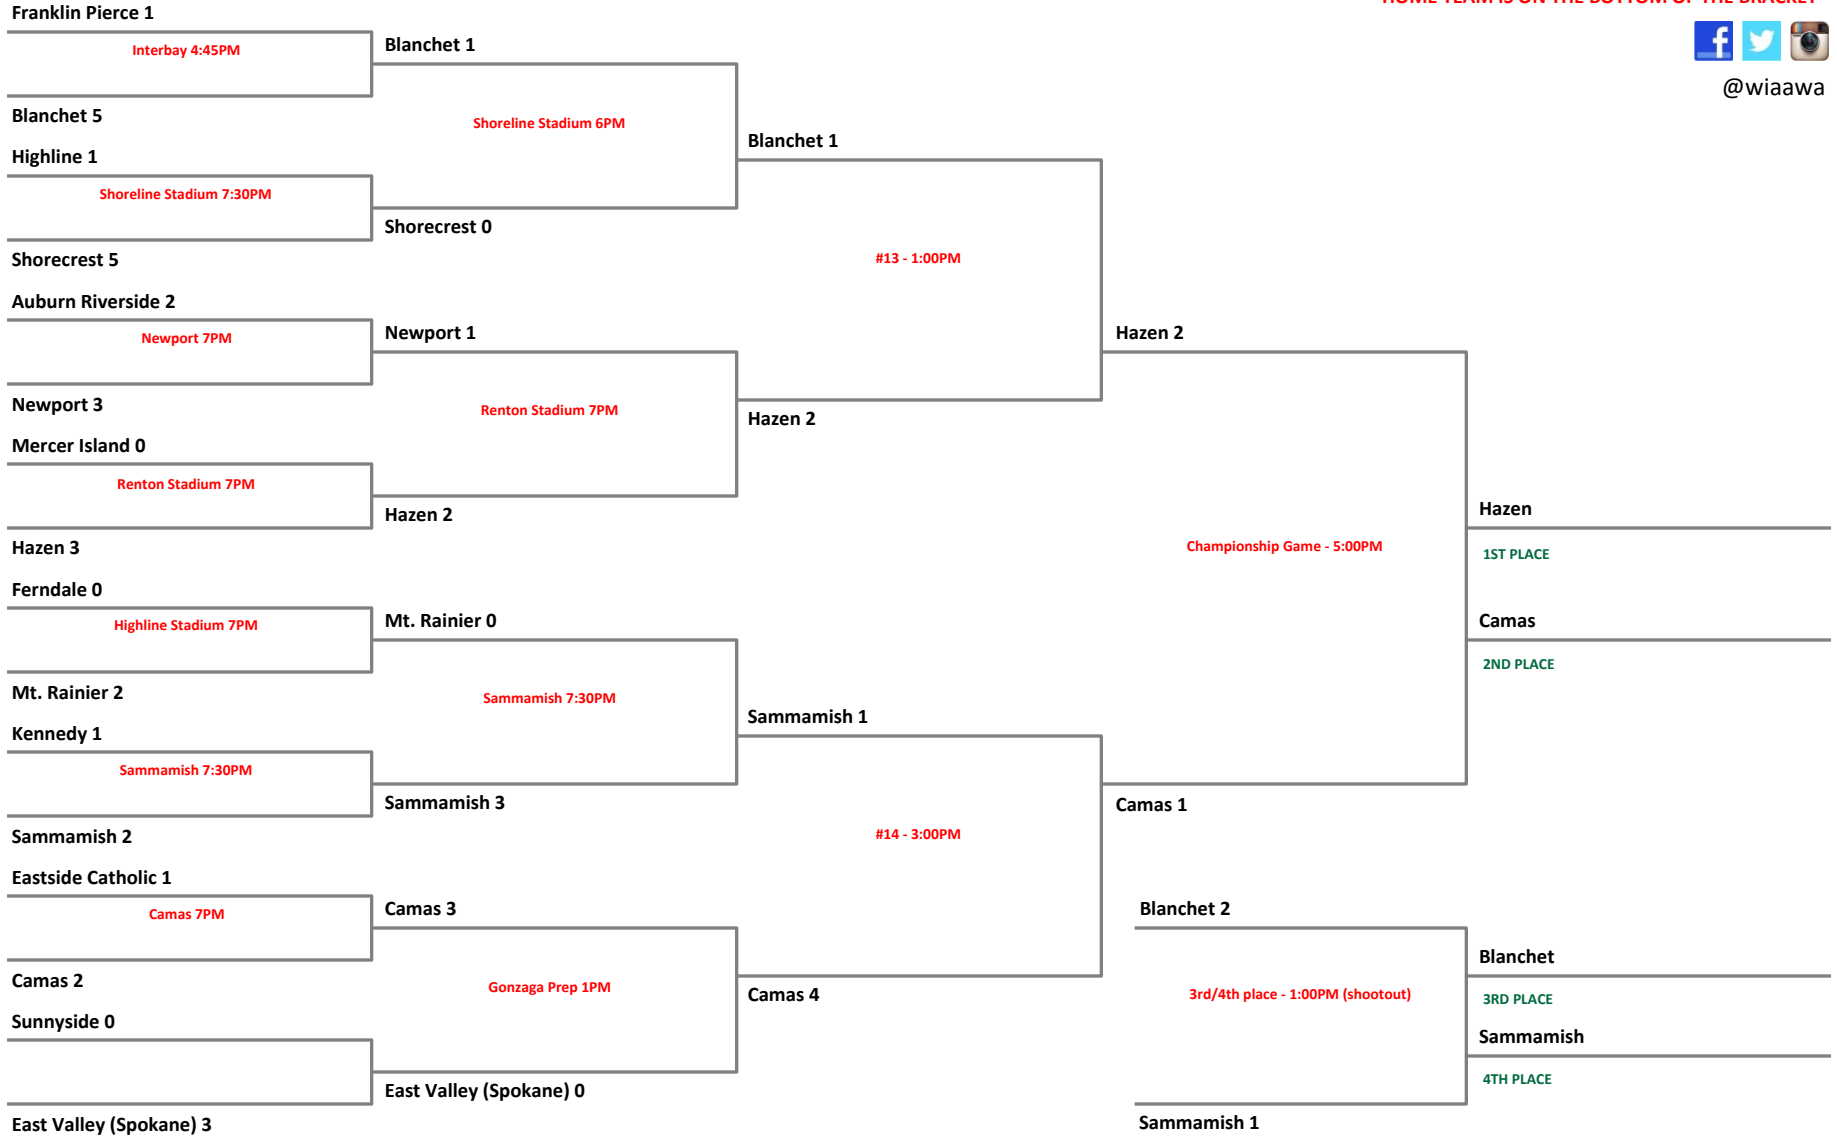 HOME TEAM IS ON THE BOTTOM OF THE BRACKET
@wiaawa
Franklin Pierce 1
Interbay 4:45PM
Blanchet 5
Highline 1
Shoreline Stadium 7:30PM
Shorecrest 5
Auburn Riverside 2
Newport 7PM
Newport 3
Mercer Island 0
Renton Stadium 7PM
Hazen 3
Ferndale 0
Highline Stadium 7PM
Mt. Rainier 2
Kennedy 1
Sammamish 7:30PM
Sammamish 2
Eastside Catholic 1
Camas 7PM
Camas 2
Sunnyside 0
East Valley (Spokane) 3
Blanchet 1
Shoreline Stadium 6PM
Shorecrest 0
Newport 1
Renton Stadium 7PM
Hazen 2
Mt. Rainier 0
Sammamish 7:30PM
Sammamish 3
Camas 3
Gonzaga Prep 1PM
East Valley (Spokane) 0
Blanchet 1
#13 - 1:00PM
Hazen 2
Sammamish 1
#14 - 3:00PM
Camas 4
Hazen 2
Championship Game - 5:00PM
Camas 1
Blanchet 2
3rd/4th place - 1:00PM (shootout)
Sammamish 1
Hazen
1ST PLACE
Camas
2ND PLACE
Blanchet
3RD PLACE
Sammamish
4TH PLACE